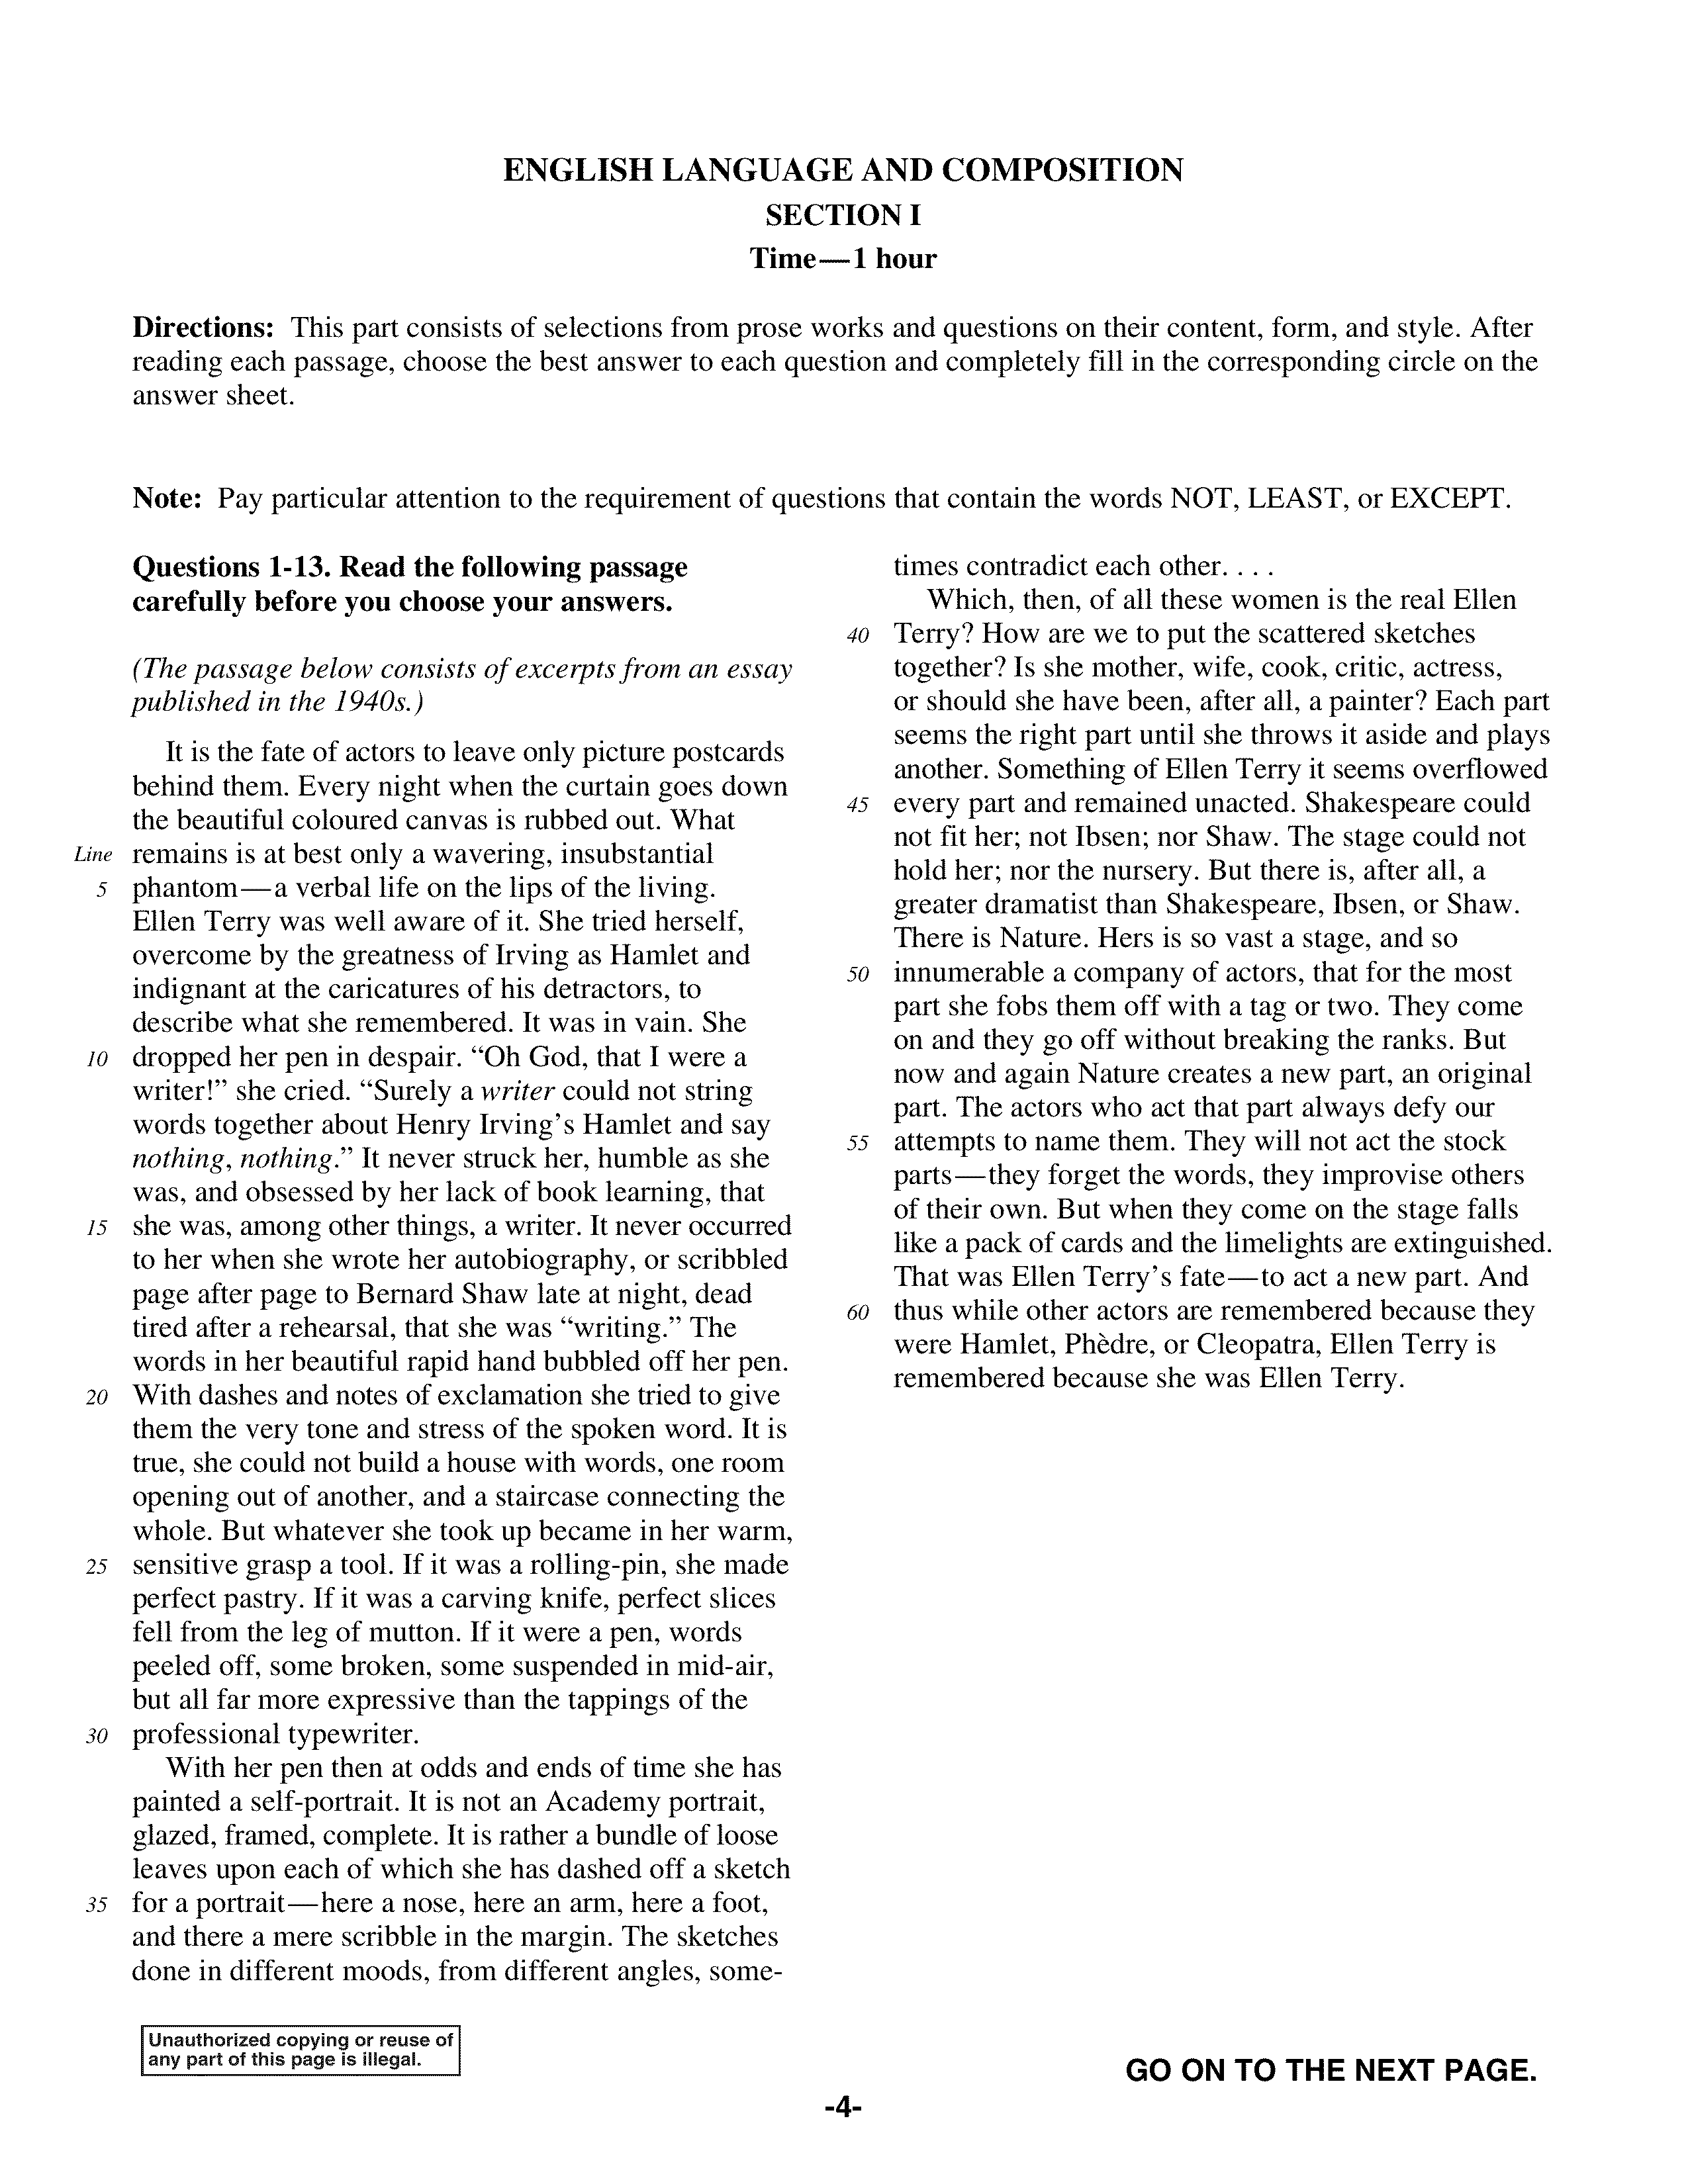 ENGLISH LANGUAGE AND COMPOSITION
SECTION I
Time—1 hour
Directions: This part consists of selections from prose works and questions on their content, form, and style. After
reading each passage, choose the best answer to each question and completely fill in the corresponding circle on the
answer sheet.
Note: Pay particular attention to the requirement of questions that contain the words NOT, LEAST, or EXCEPT.
Questions 1-13. Read the following passage
carefully before you choose your answers.
(The passage below consists of excerpts from an essay
published in the 1940s.)
It is the fate of actors to leave only picture postcards
behind them. Every night when the curtain goes down
the beautiful coloured canvas is rubbed out. What
Line remains is at best only a wavering, insubstantial
5 phantom—a verbal life on the lips of the living.
Ellen Terry was well aware of it. She tried herself,
overcome by the greatness of Irving as Hamlet and
indignant at the caricatures of his detractors, to
describe what she remembered. It was in vain. She
10 dropped her pen in despair. “Oh God, that I were a
writer!” she cried. “Surely a writer could not string
words together about Henry Irving’s Hamlet and say
nothing, nothing.” It never struck her, humble as she
was, and obsessed by her lack of book learning, that
15 she was, among other things, a writer. It never occurred
to her when she wrote her autobiography, or scribbled
page after page to Bernard Shaw late at night, dead
tired after a rehearsal, that she was “writing.” The
words in her beautiful rapid hand bubbled off her pen.
20 With dashes and notes of exclamation she tried to give
them the very tone and stress of the spoken word. It is
true, she could not build a house with words, one room
opening out of another, and a staircase connecting the
whole. But whatever she took up became in her warm,
25 sensitive grasp a tool. If it was a rolling-pin, she made
perfect pastry. If it was a carving knife, perfect slices
fell from the leg of mutton. If it were a pen, words
peeled off, some broken, some suspended in mid-air,
but all far more expressive than the tappings of the
30 professional typewriter.
With her pen then at odds and ends of time she has
painted a self-portrait. It is not an Academy portrait,
glazed, framed, complete. It is rather a bundle of loose
leaves upon each of which she has dashed off a sketch
35 for a portrait—here a nose, here an arm, here a foot,
and there a mere scribble in the margin. The sketches
done in different moods, from different angles, some-
times contradict each other. . . .
Which, then, of all these women is the real Ellen
40 Terry? How are we to put the scattered sketches
together? Is she mother, wife, cook, critic, actress,
or should she have been, after all, a painter? Each part
seems the right part until she throws it aside and plays
another. Something of Ellen Terry it seems overflowed
45 every part and remained unacted. Shakespeare could
not fit her; not Ibsen; nor Shaw. The stage could not
hold her; nor the nursery. But there is, after all, a
greater dramatist than Shakespeare, Ibsen, or Shaw.
There is Nature. Hers is so vast a stage, and so
50 innumerable a company of actors, that for the most
part she fobs them off with a tag or two. They come
on and they go off without breaking the ranks. But
now and again Nature creates a new part, an original
part. The actors who act that part always defy our
55 attempts to name them. They will not act the stock
parts—they forget the words, they improvise others
of their own. But when they come on the stage falls
like a pack of cards and the limelights are extinguished.
That was Ellen Terry’s fate—to act a new part. And
60 thus while other actors are remembered because they
were Hamlet, Phèdre, or Cleopatra, Ellen Terry is
remembered because she was Ellen Terry.
Unauthorized copying or reuse of
any part of this page is illegal.
GO ON TO THE NEXT PAGE.
-4-